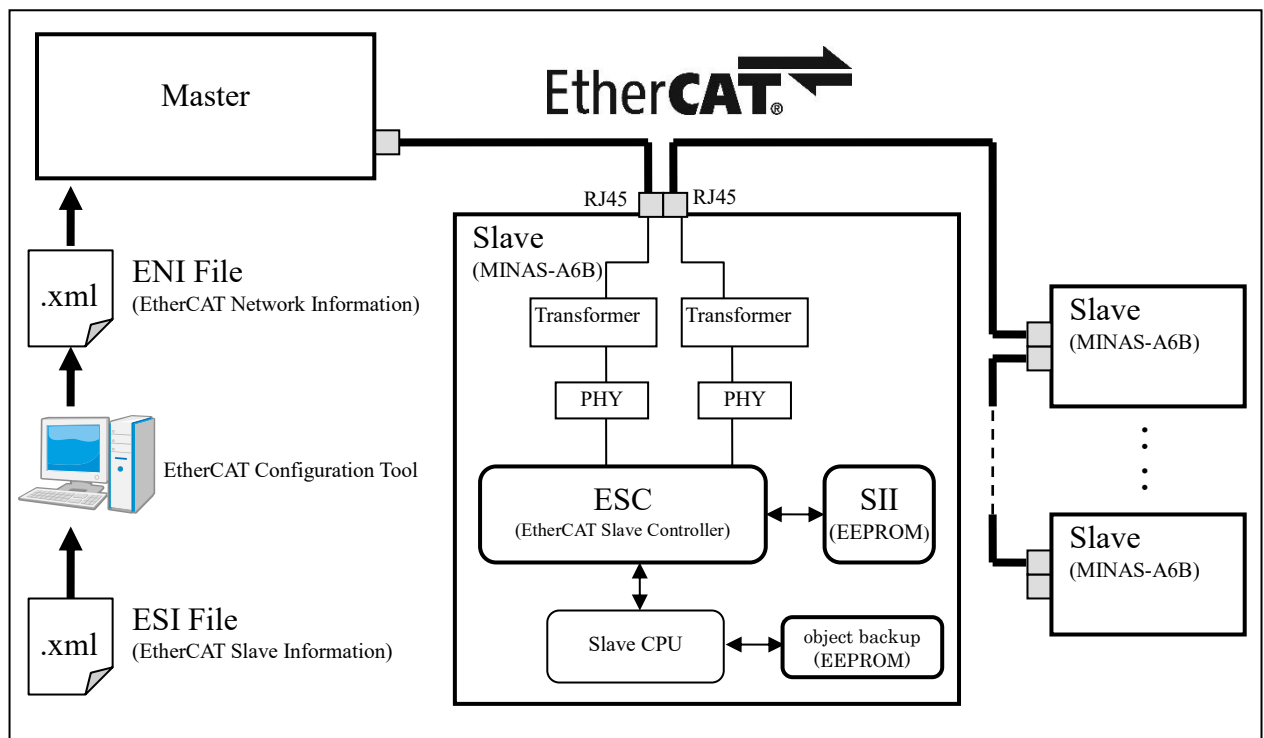 Master
EtherCAT®
RJ45
RJ45
Slave
(MINAS-A6B)
.xml
ENI File
(EtherCAT Network Information)
Transformer
Transformer
Slave
(MINAS-A6B)
PHY
PHY
EtherCAT Configuration Tool
ESC
(EtherCAT Slave Controller)
SII
(EEPROM)
Slave
(MINAS-A6B)
.xml
ESI File
(EtherCAT Slave Information)
Slave CPU
object backup
(EEPROM)